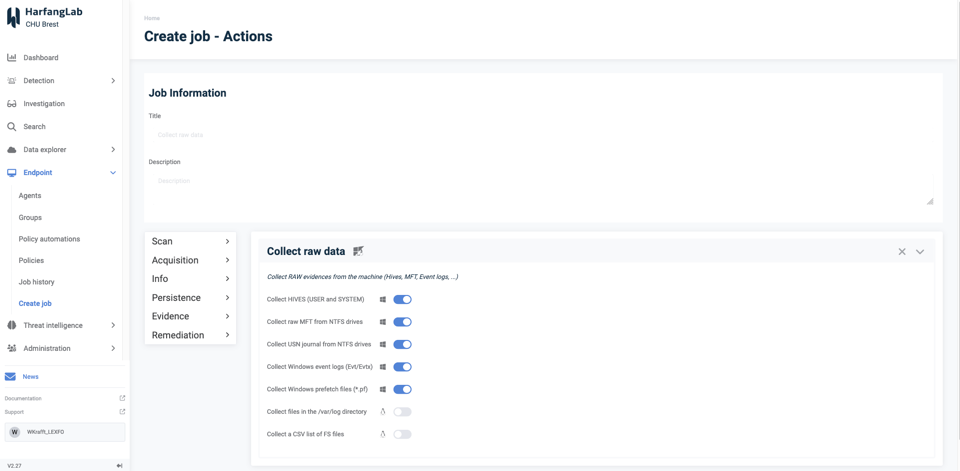 HarfangLab
CHU Brest
Dashboard
Detection
Investigation
Search
Data explorer
Endpoint
Agents
Groups
Policy automations
Policies
Job history
Create job
Threat intelligence
Administration
News
Documentation
Support
W WKrafft_LEXFO
V2.27
Home
Create job - Actions
Job Information
Title
Collect raw data
Description
Description
Scan
Acquisition
Info
Persistence
Evidence
Remediation
Collect raw data
Collect RAW evidences from the machine (Hives, MFT, Event logs, ...)
Collect HIVES (USER and SYSTEM)
Collect raw MFT from NTFS drives
Collect USN journal from NTFS drives
Collect Windows event logs (Evt/Evtx)
Collect Windows prefetch files (*.pf)
Collect files in the /var/log directory
Collect a CSV list of FS files